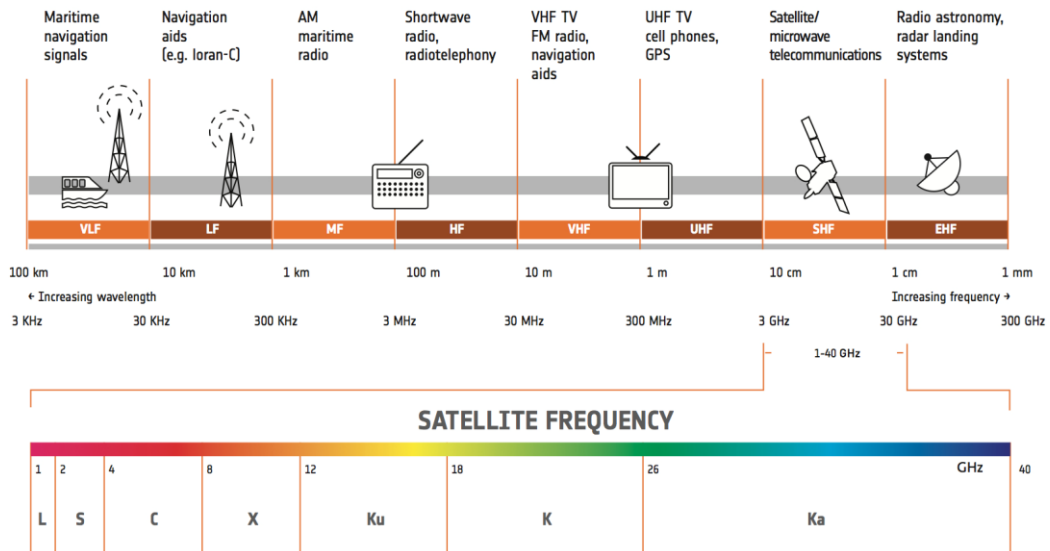 Maritime
navigation
signals
Navigation
aids
(e.g. loran-C)
AM
maritime
radio
Shortwave
radio,
radiotelephony
VHF TV
FM radio,
navigation
aids
UHF TV
cell phones,
GPS
Satellite/
microwave
telecommunications
Radio astronomy,
radar landing
systems
VLF LF MF HF VHF UHF SHF EHF
100 km 10 km 1 km 100 m 10 m 1 m 10 cm 1 cm 1 mm
← Increasing wavelength Increasing frequency →
3 KHz 30 KHz 300 KHz 3 MHz 30 MHz 300 MHz 3 GHz 30 GHz 300 GHz
1-40 GHz
SATELLITE FREQUENCY
1 2 4 8 12 18 26 GHz 40
L S C X Ku K Ka